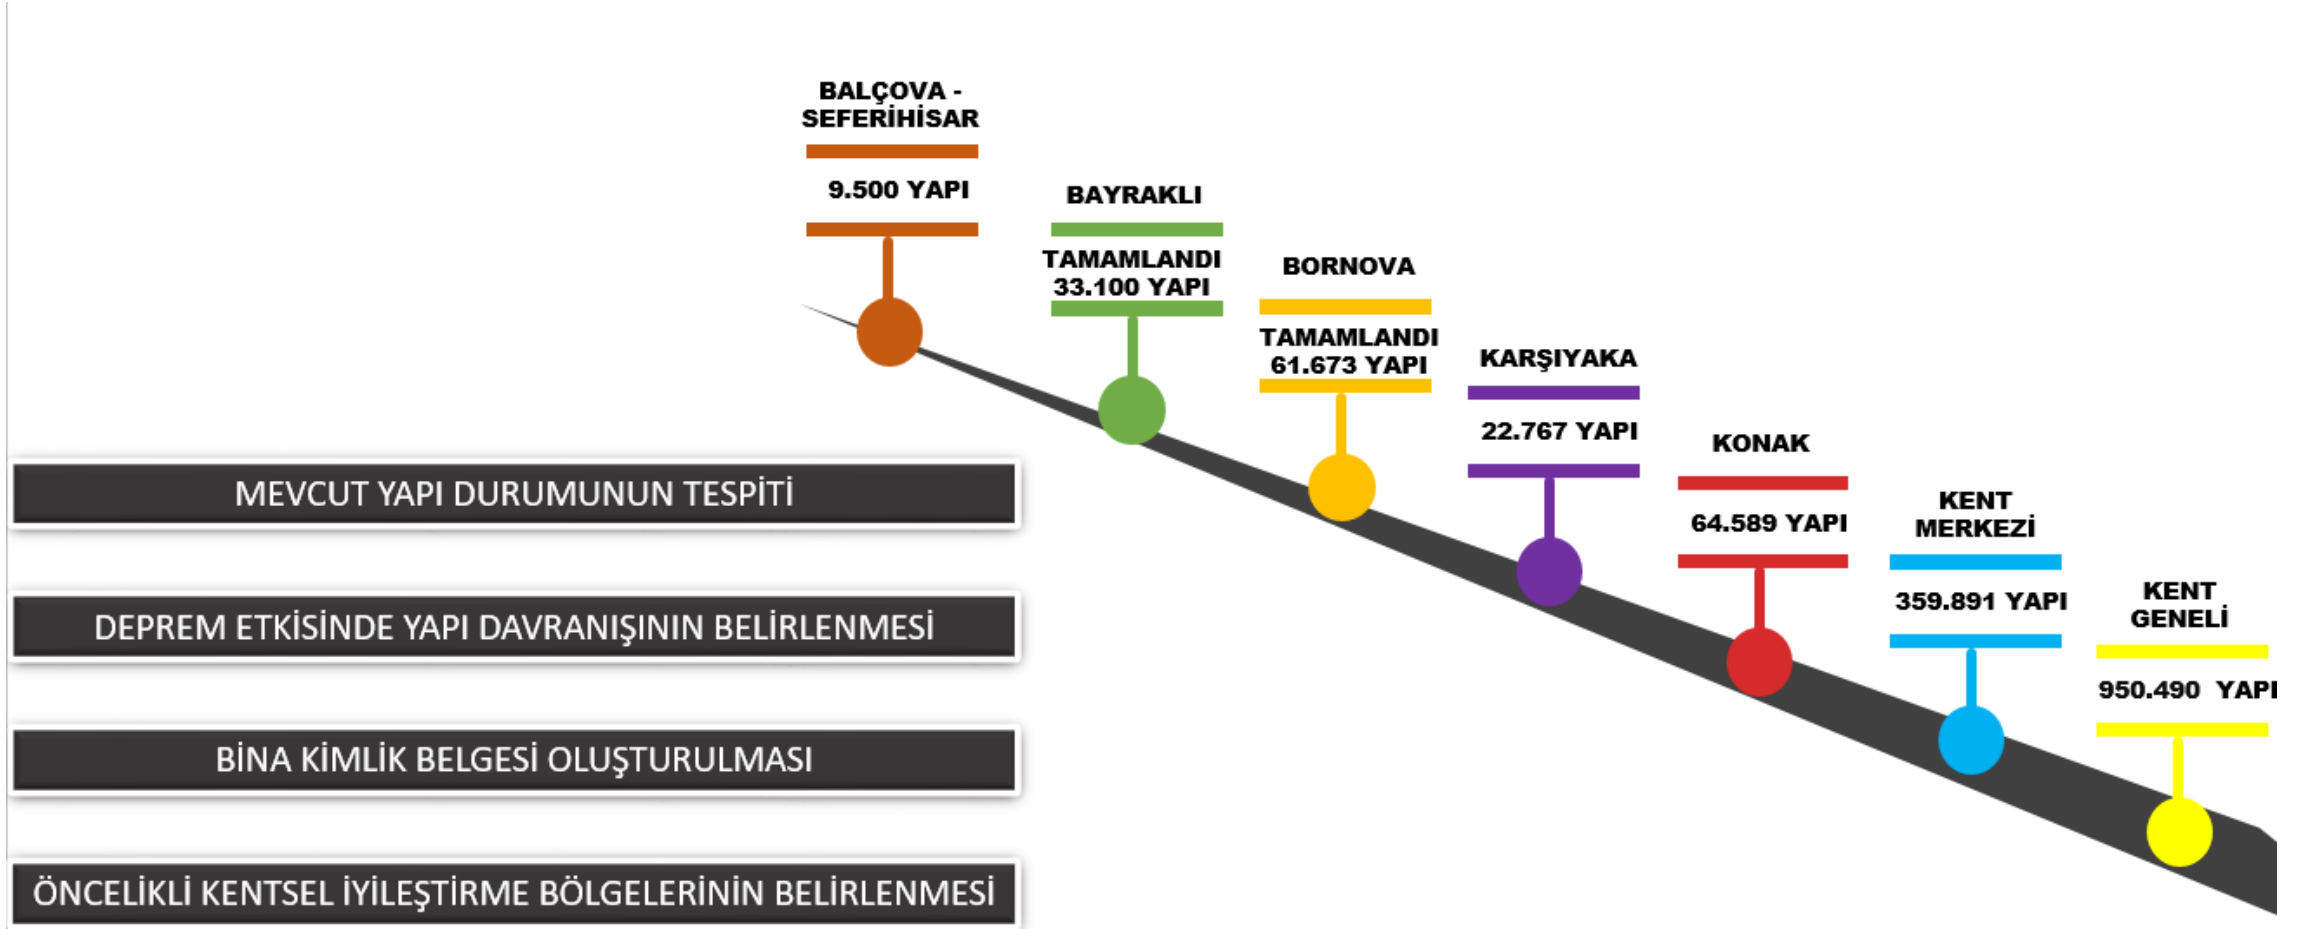 BALÇOVA -
SEFERİHİSAR
9.500 YAPI
BAYRAKLI
TAMAMLANDI
33.100 YAPI
BORNOVA
TAMAMLANDI
61.673 YAPI
KARŞIYAKA
22.767 YAPI
KONAK
64.589 YAPI
KENT
MERKEZİ
359.891 YAPI
KENT
GENELİ
950.490 YAPI
MEVCUT YAPI DURUMUNUN TESPİTİ
DEPREM ETKİSİNDE YAPI DAVRANIŞININ BELİRLENMESİ
BİNA KİMLİK BELGESİ OLUŞTURULMASI
ÖNCELİKLİ KENTSEL İYİLEŞTİRME BÖLGELERİNİN BELİRLENMESİ